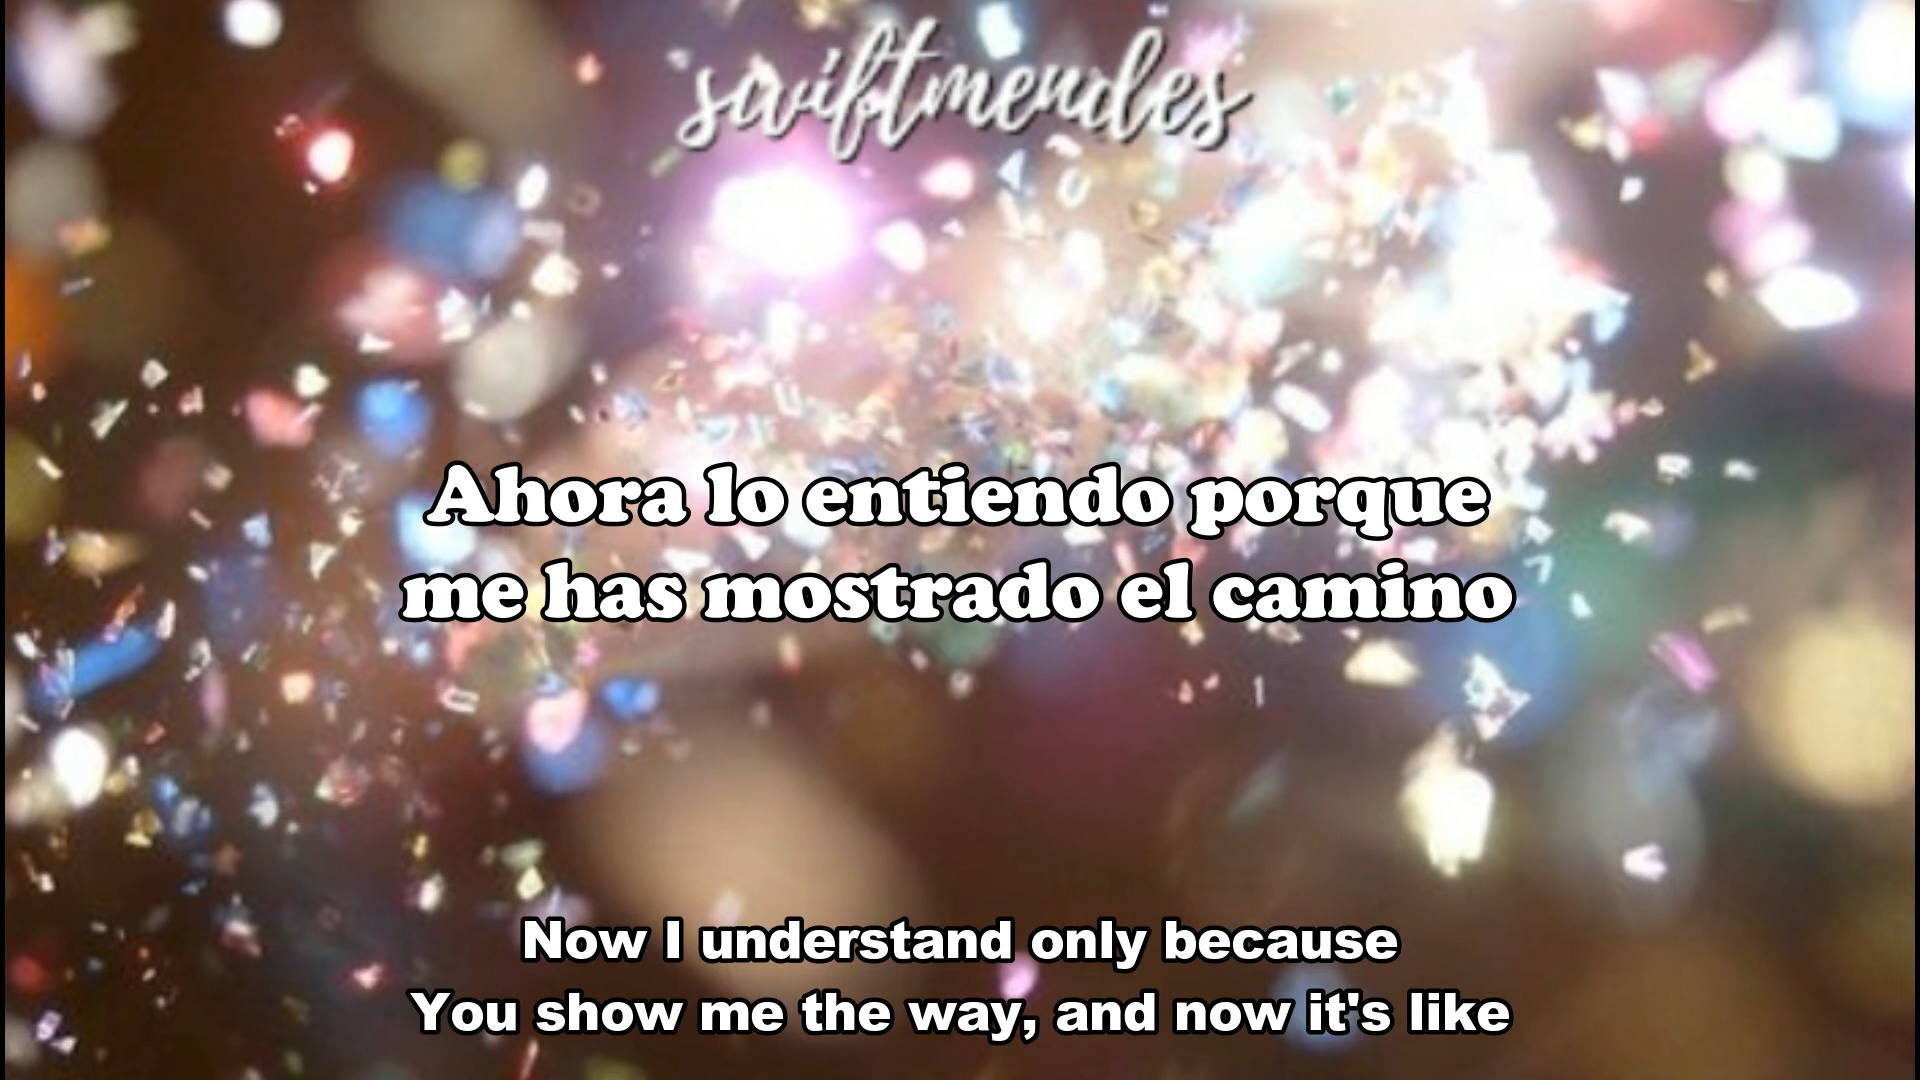 swiftmendes
Ahora lo entiendo porque
me has mostrado el camino
Now I understand only because
You show me the way, and now it's like